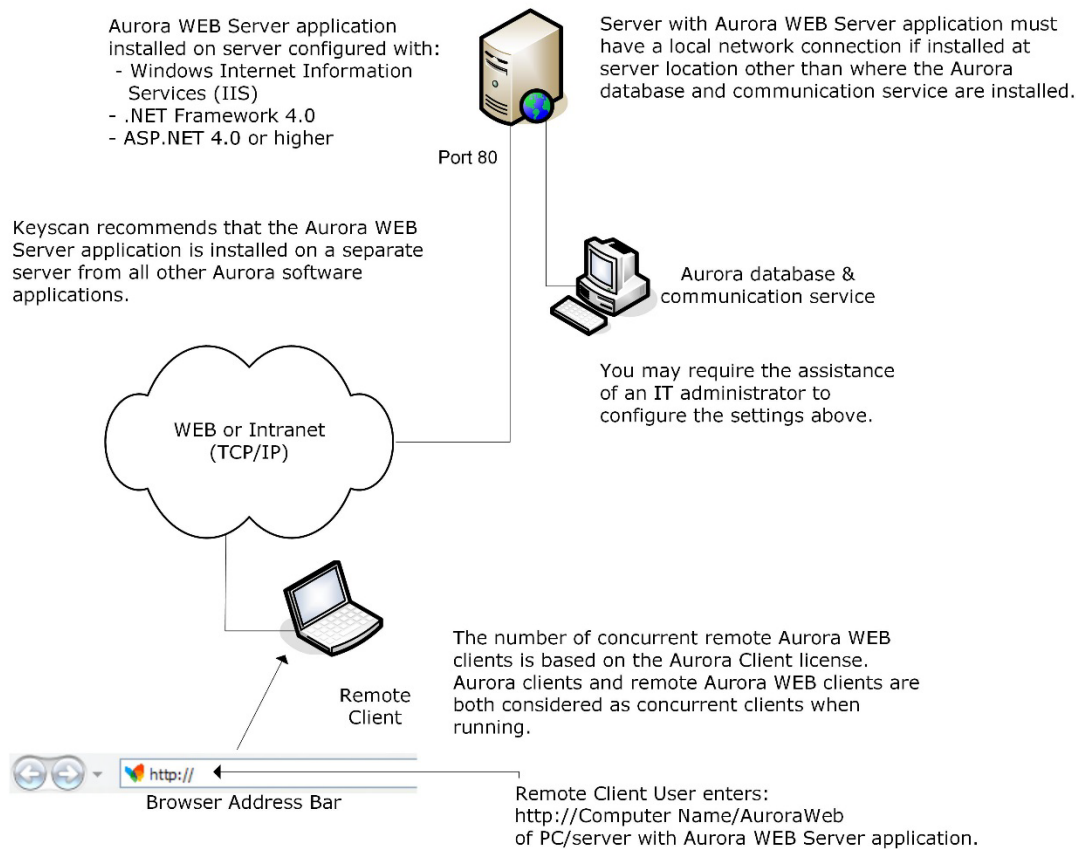 Aurora WEB Server application
installed on server configured with:
- Windows Internet Information
Services (IIS)
- .NET Framework 4.0
- ASP.NET 4.0 or higher
Server with Aurora WEB Server application must
have a local network connection if installed at
server location other than where the Aurora
database and communication service are installed.
Port 80
Keyscan recommends that the Aurora WEB
Server application is installed on a separate
server from all other Aurora software
applications.
Aurora database &
communication service
You may require the assistance
of an IT administrator to
configure the settings above.
WEB or Intranet
(TCP/IP)
The number of concurrent remote Aurora WEB
clients is based on the Aurora Client license.
Aurora clients and remote Aurora WEB clients are
both considered as concurrent clients when
running.
Remote
Client
http://
Browser Address Bar
Remote Client User enters:
http://Computer Name/AuroraWeb
of PC/server with Aurora WEB Server application.